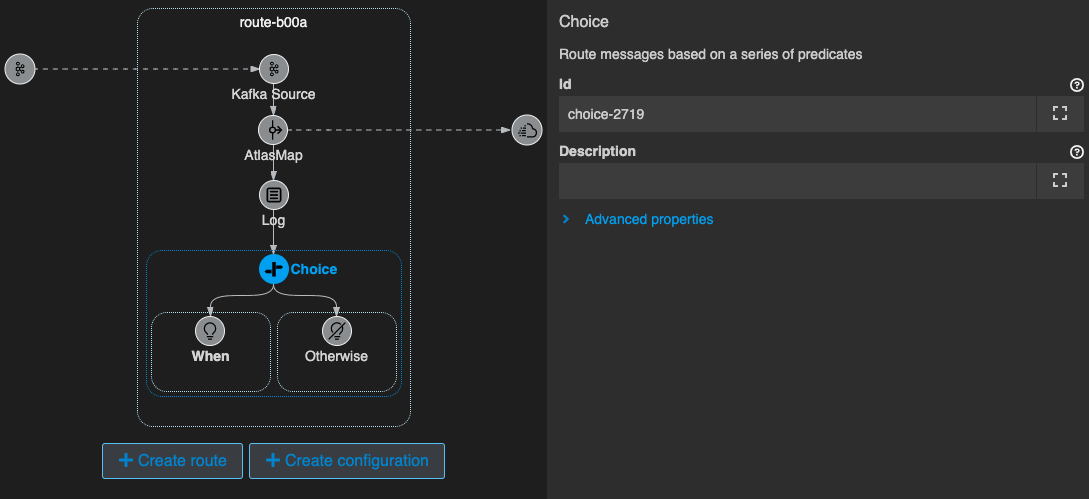 route-b00a
Kafka Source
AtlasMap
Log
Choice
When
Otherwise
Create route
Create configuration
Choice
Route messages based on a series of predicates
Id
choice-2719
Description
Advanced properties